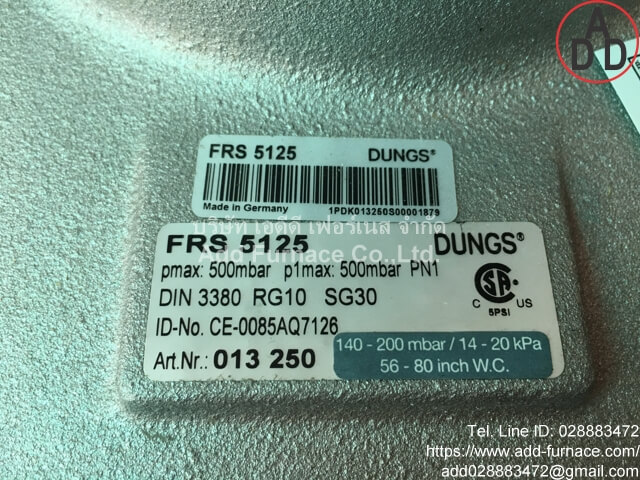 ADD
FRS 5125 DUNGS®
Made in Germany 1PDK013250S00001879
บริษัท เอดีดี เฟอร์เนส จำกัด
Add Furnace Co.,Ltd.
FRS 5125 DUNGS®
pmax: 500mbar p1max: 500mbar PN1
DIN 3380 RG10 SG30
SA C US
5PSI
ID-No. CE-0085AQ7126
Art.Nr.: 013 250
140 - 200 mbar / 14 - 20 kPa
56 - 80 inch W.C.
Tel. Line ID: 028883472
https://www.add-furnace.com/
add028883472@gmail.com